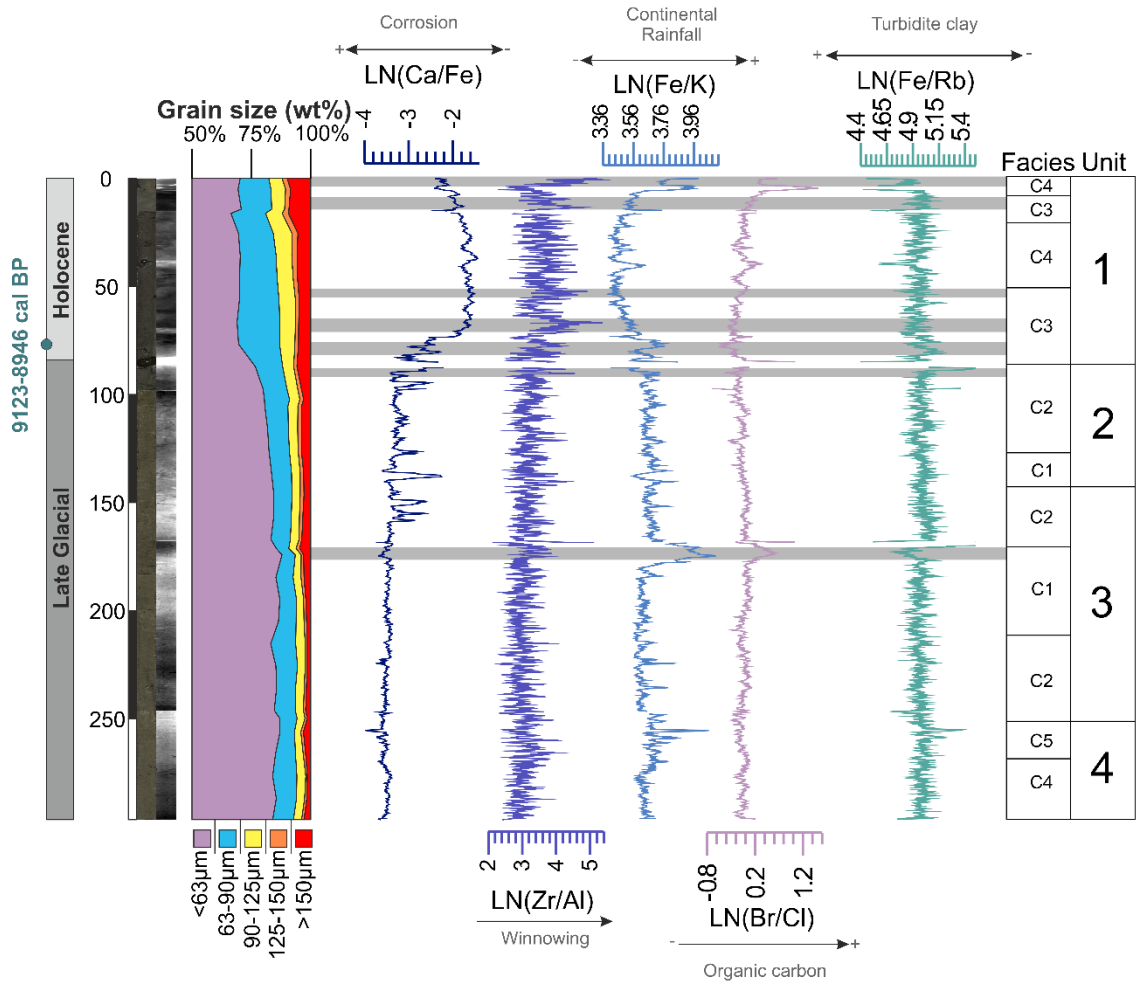 Corrosion
+ -
LN(Ca/Fe)
-4 -3 -2
Continental
Rainfall
- +
LN(Fe/K)
3.36 3.56 3.76 3.96
Turbidite clay
+ -
LN(Fe/Rb)
4.4 4.65 4.9 5.15 5.4
Grain size (wt%)
50% 75% 100%
Facies Unit
9123-8946 cal BP
Holocene
Late Glacial
0
50
100
150
200
250
C4
C3
C4
C3
C2
C1
C2
C1
C2
C5
C4
1
2
3
4
<63µm
63-90µm
90-125µm
125-150µm
>150µm
2 3 4 5
LN(Zr/Al)
Winnowing
-0.8 0.2 1.2
LN(Br/Cl)
- +
Organic carbon